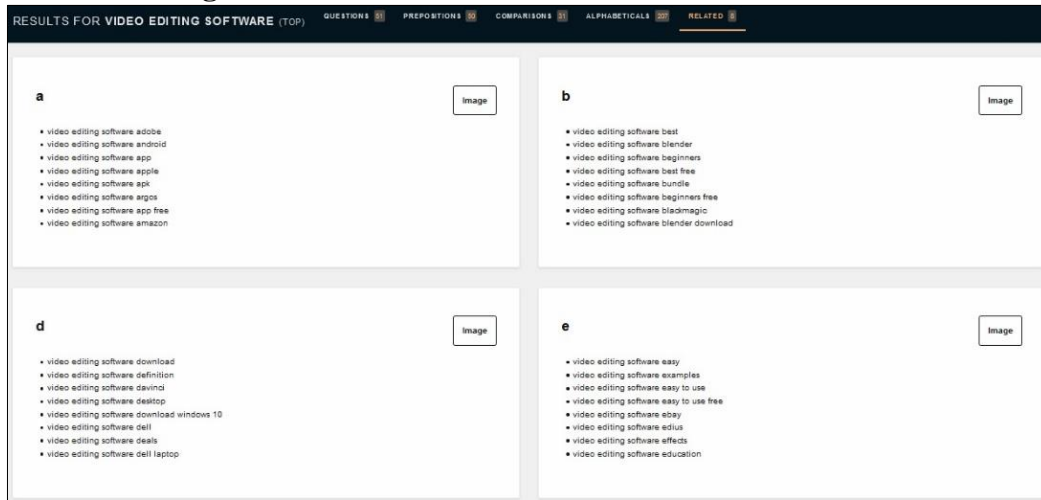 RESULTS FOR VIDEO EDITING SOFTWARE (TOP) QUESTIONS 51 PREPOSITIONS 50 COMPARISONS 31 ALPHABETICALS 207 RELATED 8
a
Image
• video editing software adobe
• video editing software android
• video editing software app
• video editing software apple
• video editing software apk
• video editing software argos
• video editing software app free
• video editing software amazon
b
Image
• video editing software best
• video editing software blender
• video editing software beginners
• video editing software best free
• video editing software bundle
• video editing software beginners free
• video editing software blackmagic
• video editing software blender download
d
Image
• video editing software download
• video editing software definition
• video editing software davinci
• video editing software desktop
• video editing software download windows 10
• video editing software dell
• video editing software deals
• video editing software dell laptop
e
Image
• video editing software easy
• video editing software examples
• video editing software easy to use
• video editing software easy to use free
• video editing software ebay
• video editing software edius
• video editing software effects
• video editing software education